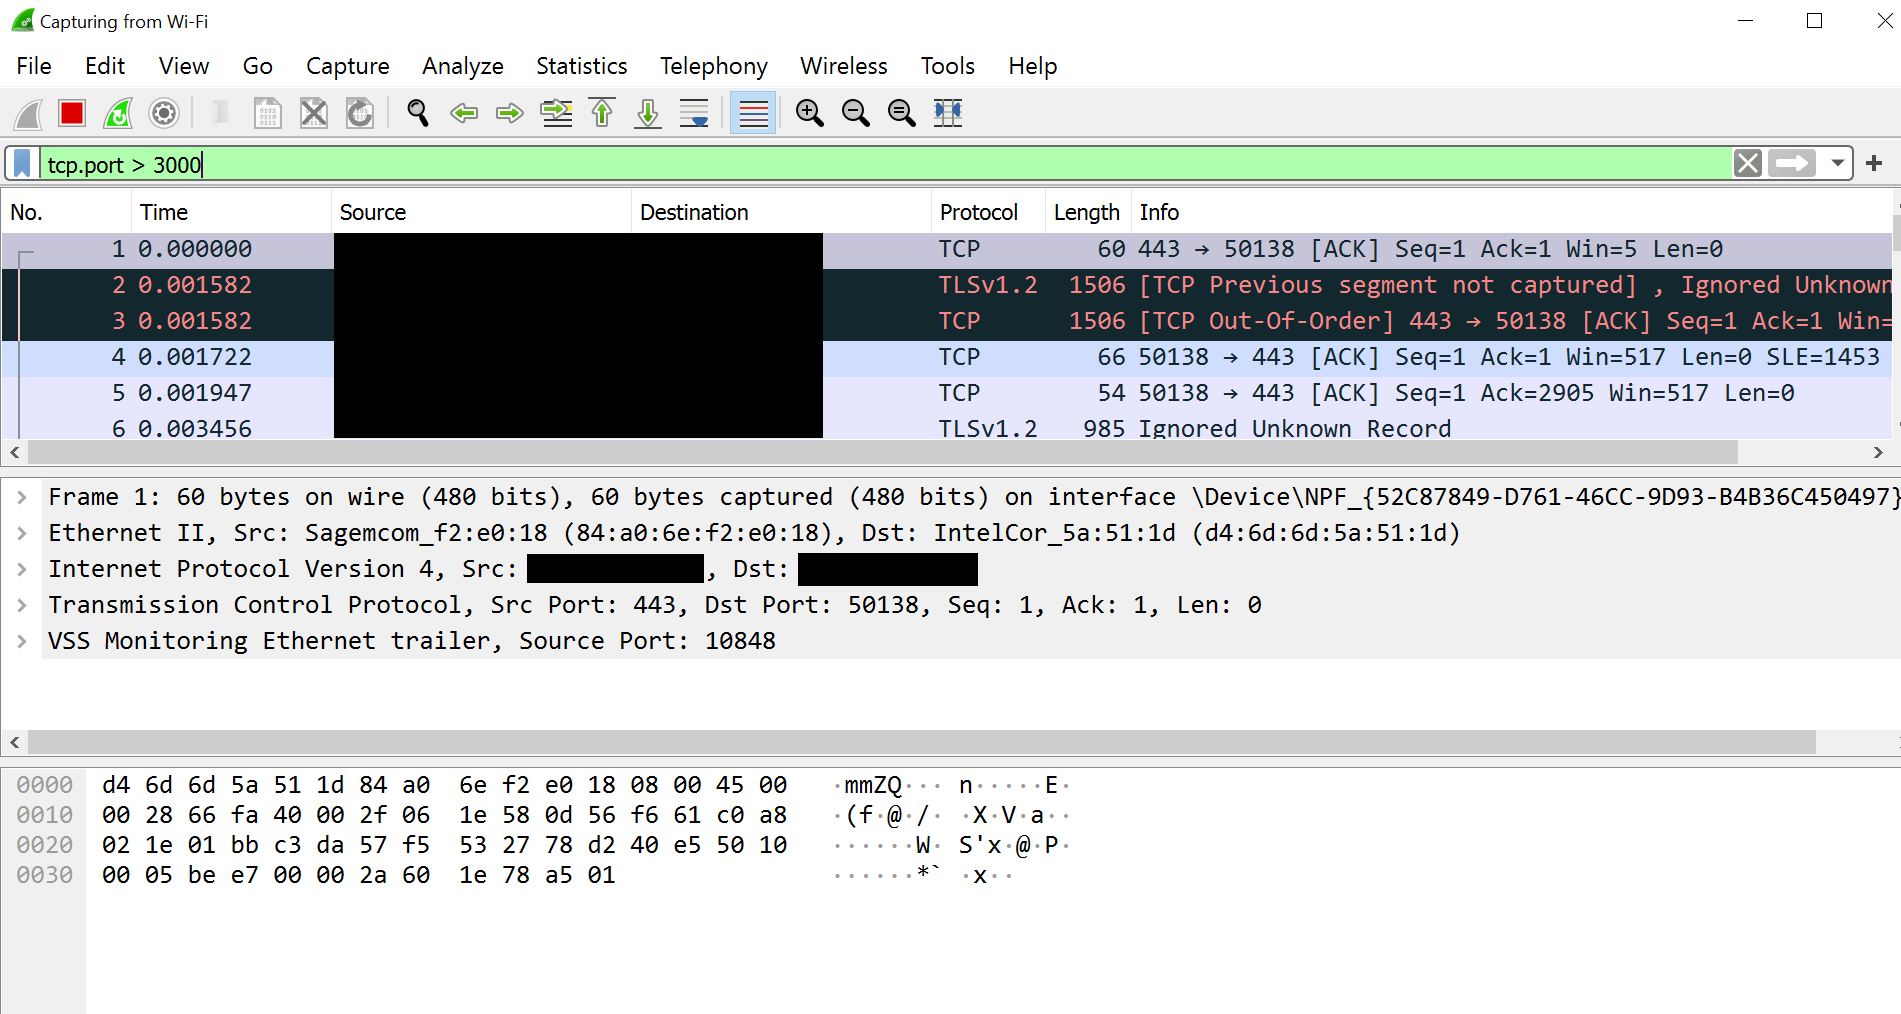 Capturing from Wi-Fi
File Edit View Go Capture Analyze Statistics Telephony Wireless Tools Help
tcp.port > 3000
No. Time Source Destination Protocol Length Info
1 0.000000 TCP 60 443 → 50138 [ACK] Seq=1 Ack=1 Win=5 Len=0
2 0.001582 TLSv1.2 1506 [TCP Previous segment not captured] , Ignored Unknown
3 0.001582 TCP 1506 [TCP Out-Of-Order] 443 → 50138 [ACK] Seq=1 Ack=1 Win=
4 0.001722 TCP 66 50138 → 443 [ACK] Seq=1 Ack=1 Win=517 Len=0 SLE=1453
5 0.001947 TCP 54 50138 → 443 [ACK] Seq=1 Ack=2905 Win=517 Len=0
6 0.003456 TLSv1.2 985 Ignored Unknown Record
Frame 1: 60 bytes on wire (480 bits), 60 bytes captured (480 bits) on interface \Device\NPF_{52C87849-D761-46CC-9D93-B4B36C450497}
Ethernet II, Src: Sagemcom_f2:e0:18 (84:a0:6e:f2:e0:18), Dst: IntelCor_5a:51:1d (d4:6d:6d:5a:51:1d)
Internet Protocol Version 4, Src: , Dst:
Transmission Control Protocol, Src Port: 443, Dst Port: 50138, Seq: 1, Ack: 1, Len: 0
VSS Monitoring Ethernet trailer, Source Port: 10848
0000 d4 6d 6d 5a 51 1d 84 a0 6e f2 e0 18 08 00 45 00 ·mmZQ··· n·····E·
0010 00 28 66 fa 40 00 2f 06 1e 58 0d 56 f6 61 c0 a8 ·(f·@·/· ·X·V·a··
0020 02 1e 01 bb c3 da 57 f5 53 27 78 d2 40 e5 50 10 ······W· S'x·@·P·
0030 00 05 be e7 00 00 2a 60 1e 78 a5 01 ······*` ·x··